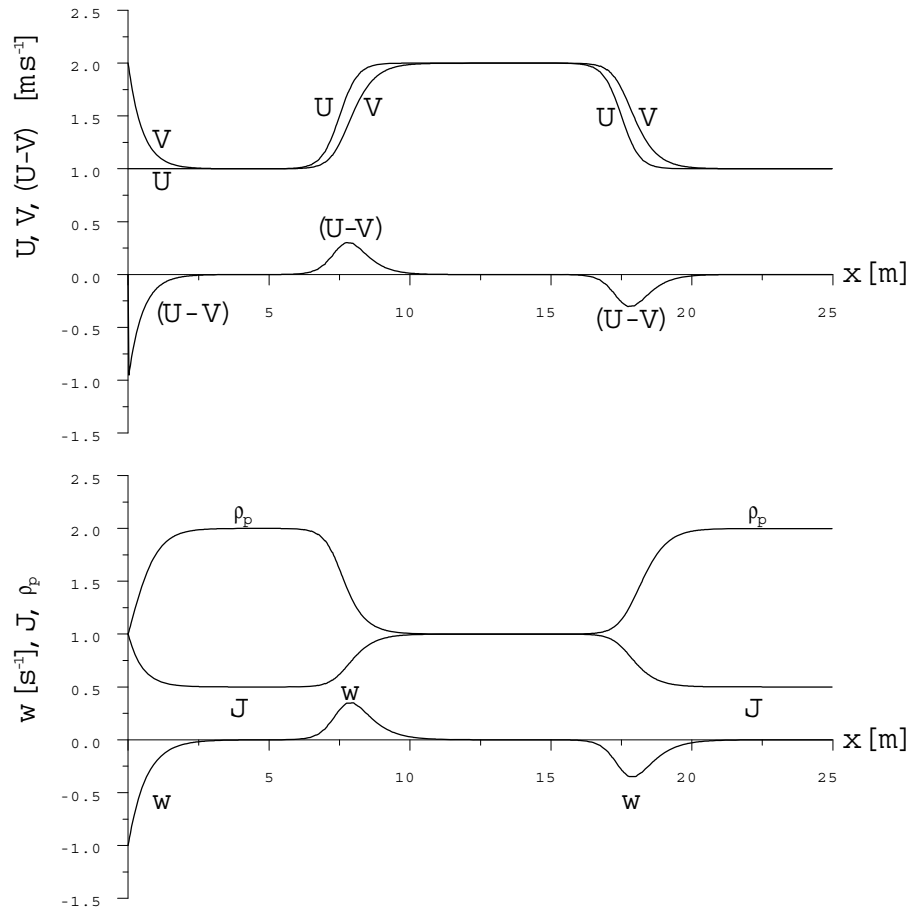 U, V, (U-V) [ms⁻¹]
2.5
2.0
1.5
1.0
0.5
0.0
-0.5
-1.0
-1.5
V
U
U
V
U
V
(U-V)
(U-V)
(U-V)
5
10
15
20
25
x [m]
w [s⁻¹], J, ρₚ
2.5
2.0
1.5
1.0
0.5
0.0
-0.5
-1.0
-1.5
ρₚ
ρₚ
J
w
J
w
w
5
10
15
20
25
x [m]